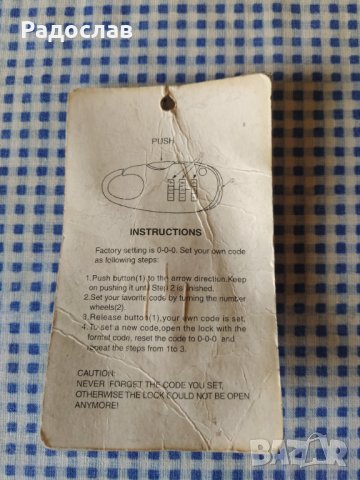 Радослав
PUSH
INSTRUCTIONS
Factory setting is 0-0-0. Set your own code
as following steps:
1.Push button(1) to the arrow direction.Keep
on pushing it until Step 2 is finished.
2.Set your favorite code by turning the number
wheels(2).
3.Release button(1),your own code is set.
4.To set a new code,open the lock with the
formist code, reset the code to 0-0-0 and
repeat the steps from 1 to 3.
CAUTION:
NEVER FORGET THE CODE YOU SET,
OTHERWISE THE LOCK COULD NOT BE OPEN
ANYMORE!
BAZAR